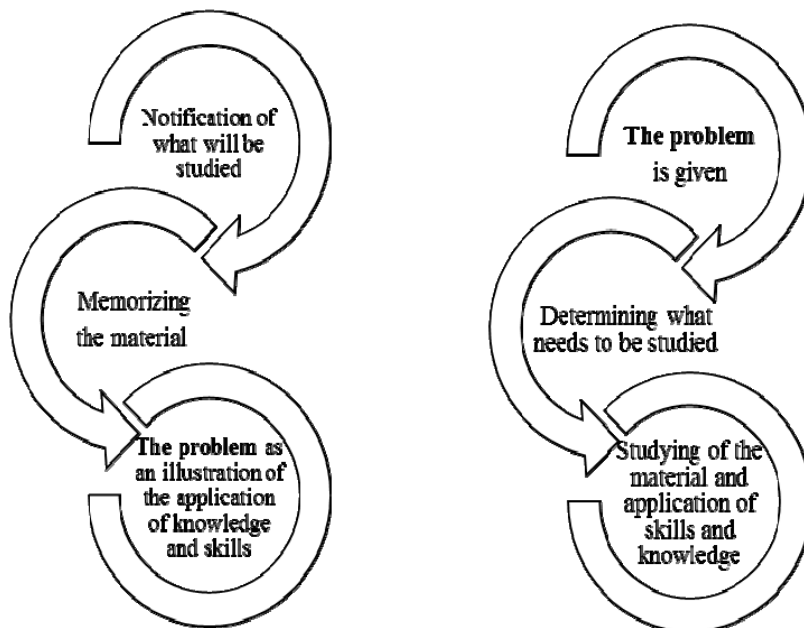 Notification of
what will be
studied
Memorizing
the material
The problem as
an illustration of
the application
of knowledge
and skills
The problem
is given
Determining what
needs to be studied
Studying of the
material and
application of
skills and
knowledge